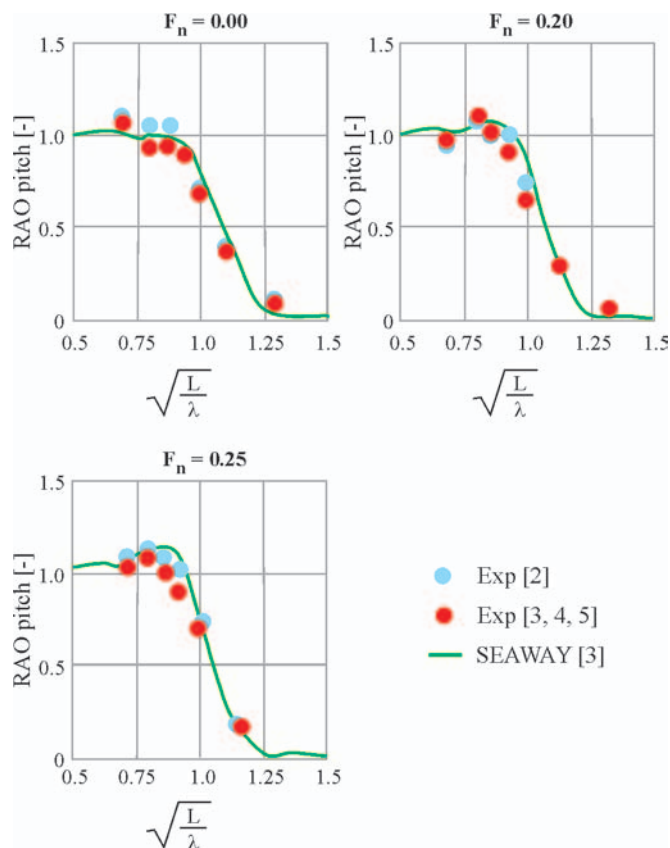 F_n = 0.00
1.5
1.0
0.5
0
RAO pitch [-]
0.5 0.75 1.0 1.25 1.5
√(L/λ)
F_n = 0.20
1.5
1.0
0.5
0
RAO pitch [-]
0.5 0.75 1.0 1.25 1.5
√(L/λ)
F_n = 0.25
1.5
1.0
0.5
0
RAO pitch [-]
0.5 0.75 1.0 1.25 1.5
√(L/λ)
Exp [2]
Exp [3, 4, 5]
SEAWAY [3]